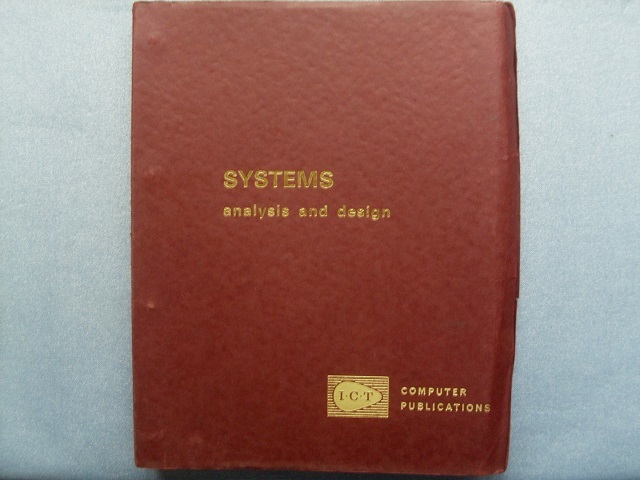 SYSTEMS
analysis and design
I·C·T
COMPUTER
PUBLICATIONS